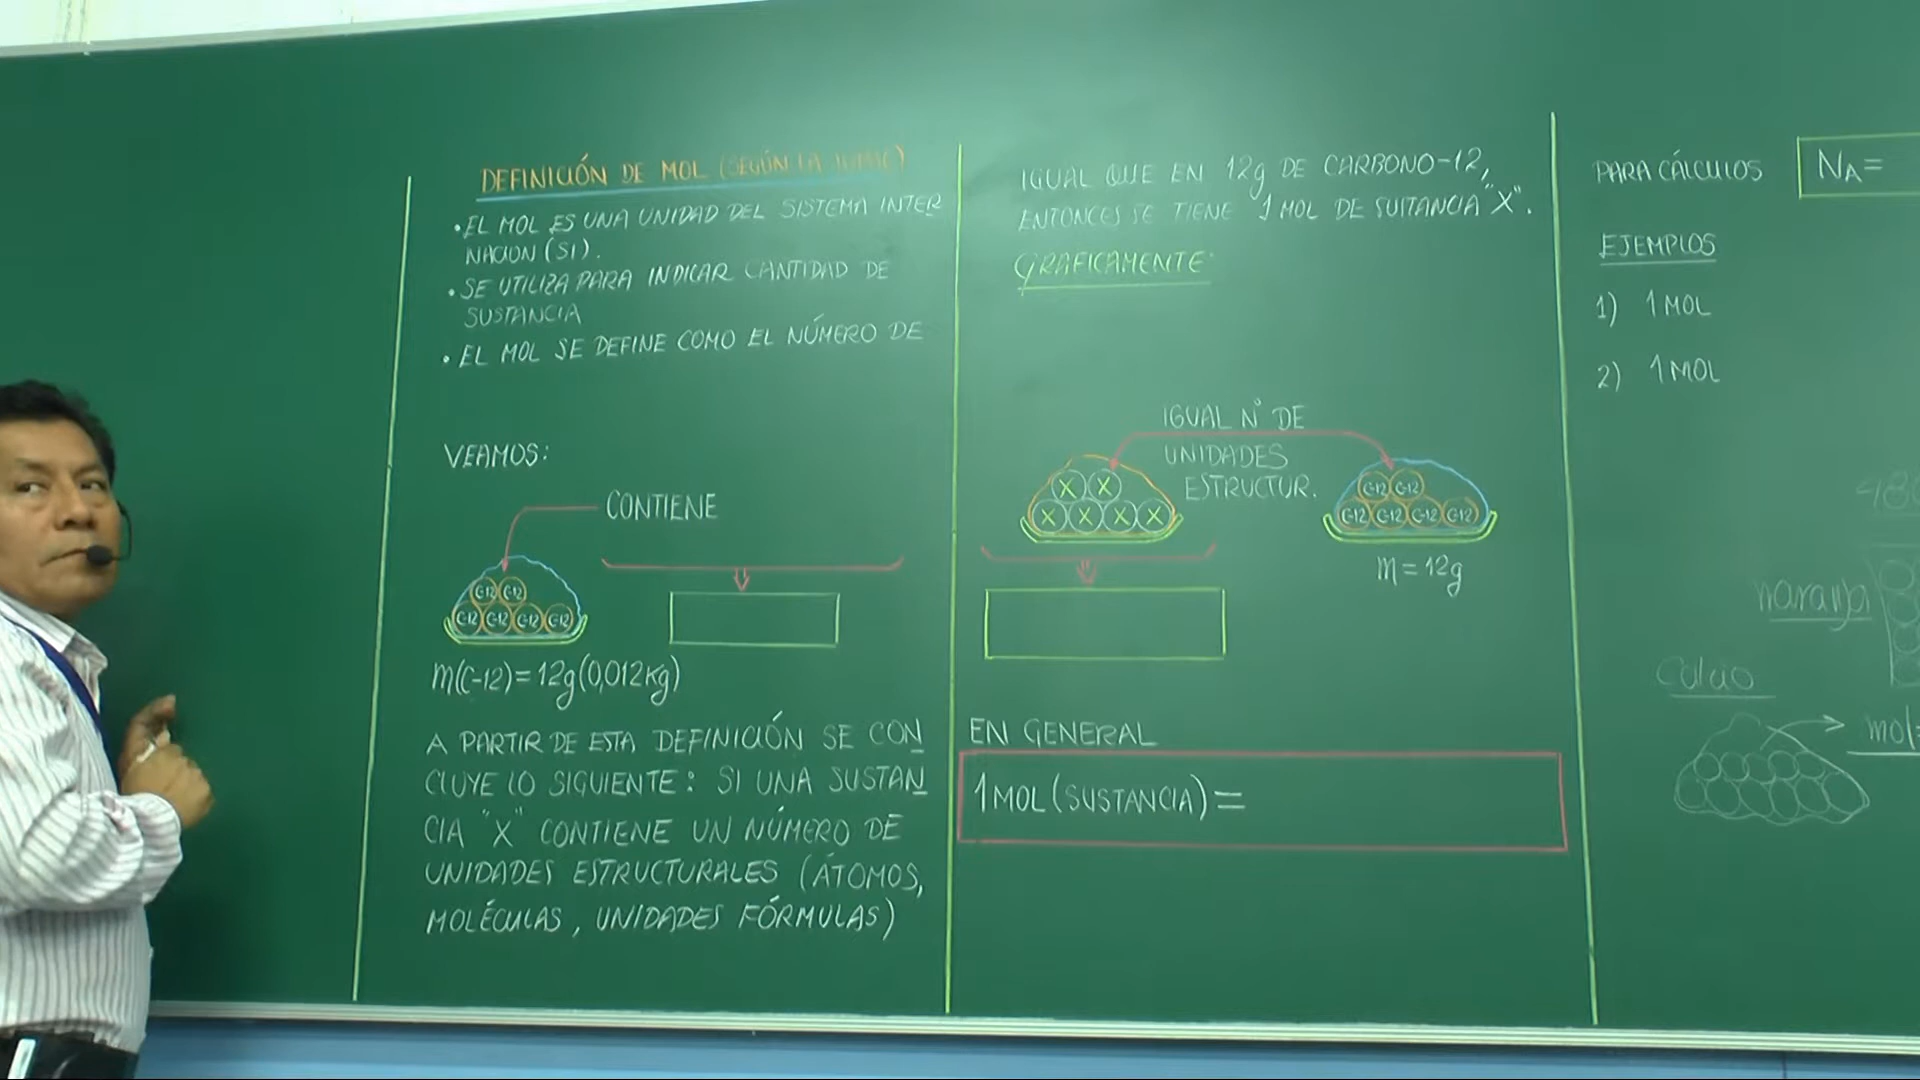 DEFINICIÓN DE MOL (SEGÚN LA IUPAC)
• EL MOL ES UNA UNIDAD DEL SISTEMA INTER
NACION (SI).
• SE UTILIZA PARA INDICAR CANTIDAD DE
SUSTANCIA
• EL MOL SE DEFINE COMO EL NÚMERO DE
VEAMOS:
CONTIENE
C-12 C-12
C-12 C-12 C-12 C-12
m(C-12)=12g(0,012kg)
A PARTIR DE ESTA DEFINICIÓN SE CON
CLUYE LO SIGUIENTE: SI UNA SUSTAN
CIA "X" CONTIENE UN NÚMERO DE
UNIDADES ESTRUCTURALES (ÁTOMOS,
MOLÉCULAS, UNIDADES FÓRMULAS)
IGUAL QUE EN 12g DE CARBONO-12,
ENTONCES SE TIENE 1 MOL DE SUSTANCIA "X".
GRAFICAMENTE:
IGUAL N° DE
UNIDADES
ESTRUCTUR.
X X
X X X X
C-12 C-12
C-12 C-12 C-12 C-12
m=12g
EN GENERAL
1MOL(SUSTANCIA)=
PARA CÁLCULOS
NA=
EJEMPLOS
1) 1 MOL
2) 1 MOL
naranja
Calcio
mol=